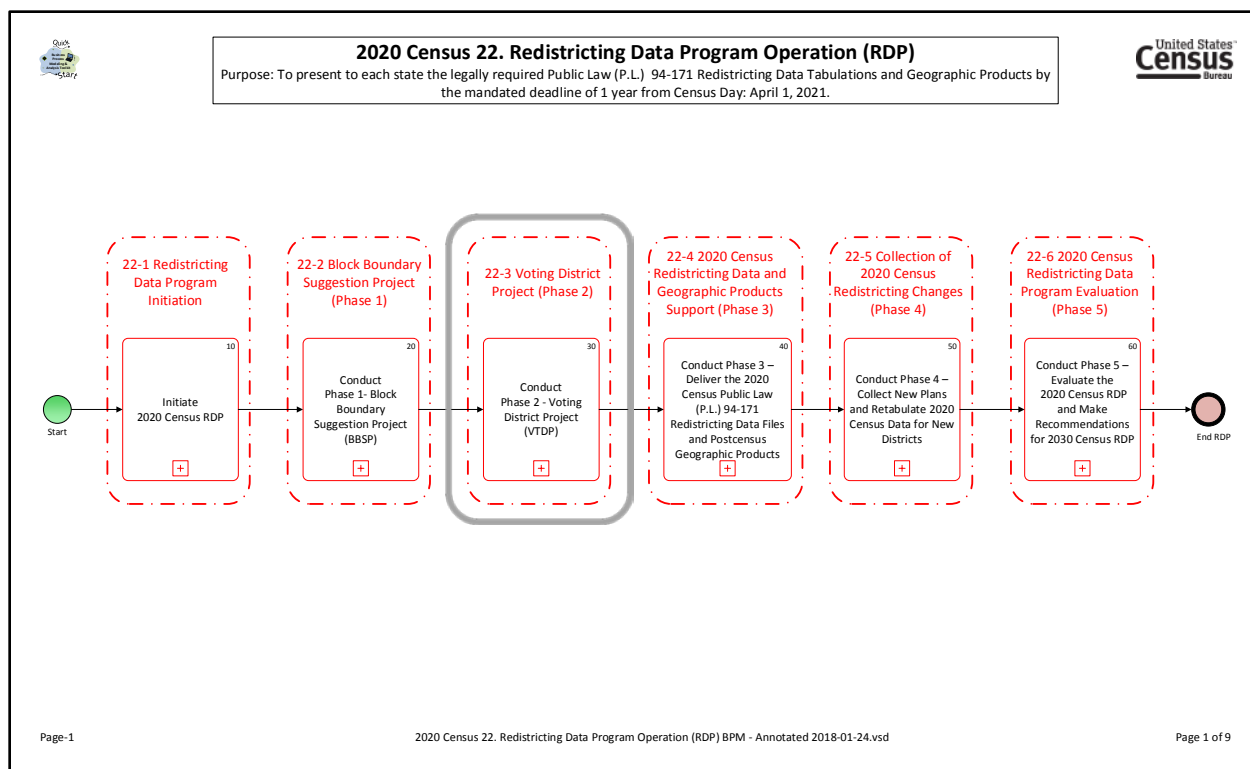 Quick
Start
2020 Census 22. Redistricting Data Program Operation (RDP)
Purpose: To present to each state the legally required Public Law (P.L.) 94-171 Redistricting Data Tabulations and Geographic Products by
the mandated deadline of 1 year from Census Day: April 1, 2021.
United States™
Census
Bureau
22-1 Redistricting
Data Program
Initiation
22-2 Block Boundary
Suggestion Project
(Phase 1)
22-3 Voting District
Project (Phase 2)
22-4 2020 Census
Redistricting Data and
Geographic Products
Support (Phase 3)
22-5 Collection of
2020 Census
Redistricting Changes
(Phase 4)
22-6 2020 Census
Redistricting Data
Program Evaluation
(Phase 5)
Start
10
Initiate
2020 Census RDP
20
Conduct
Phase 1- Block
Boundary
Suggestion Project
(BBSP)
30
Conduct
Phase 2 - Voting
District Project
(VTDP)
40
Conduct Phase 3 –
Deliver the 2020
Census Public Law
(P.L.) 94-171
Redistricting Data Files
and Postcensus
Geographic Products
50
Conduct Phase 4 –
Collect New Plans
and Retabulate 2020
Census Data for New
Districts
60
Conduct Phase 5 –
Evaluate the
2020 Census RDP
and Make
Recommendations
for 2030 Census RDP
End RDP
Page-1
2020 Census 22. Redistricting Data Program Operation (RDP) BPM - Annotated 2018-01-24.vsd
Page 1 of 9